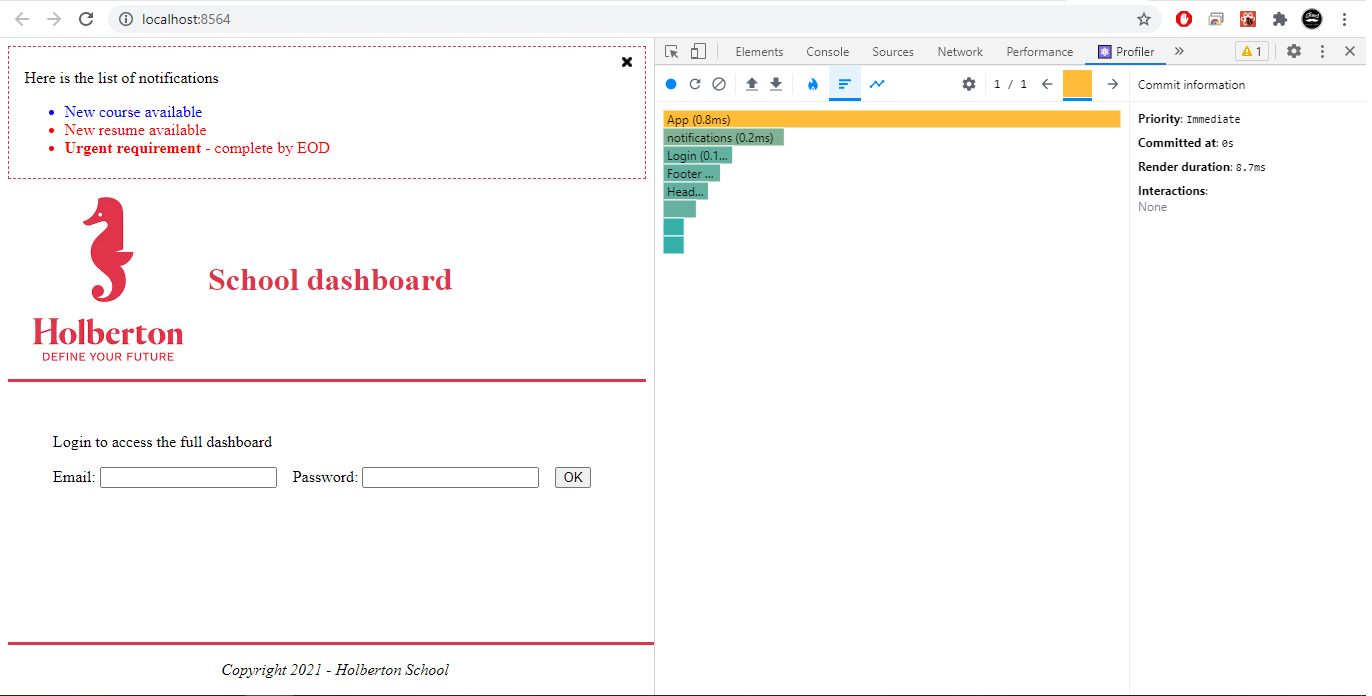 localhost:8564
Here is the list of notifications
New course available
New resume available
Urgent requirement - complete by EOD
Holberton
DEFINE YOUR FUTURE
School dashboard
Login to access the full dashboard
Email: Password: OK
Copyright 2021 - Holberton School
Elements Console Sources Network Performance Profiler » 1
1 / 1
App (0.8ms)
notifications (0.2ms)
Login (0.1...
Footer ...
Head...
Commit information
Priority: Immediate
Committed at: 0s
Render duration: 8.7ms
Interactions:
None